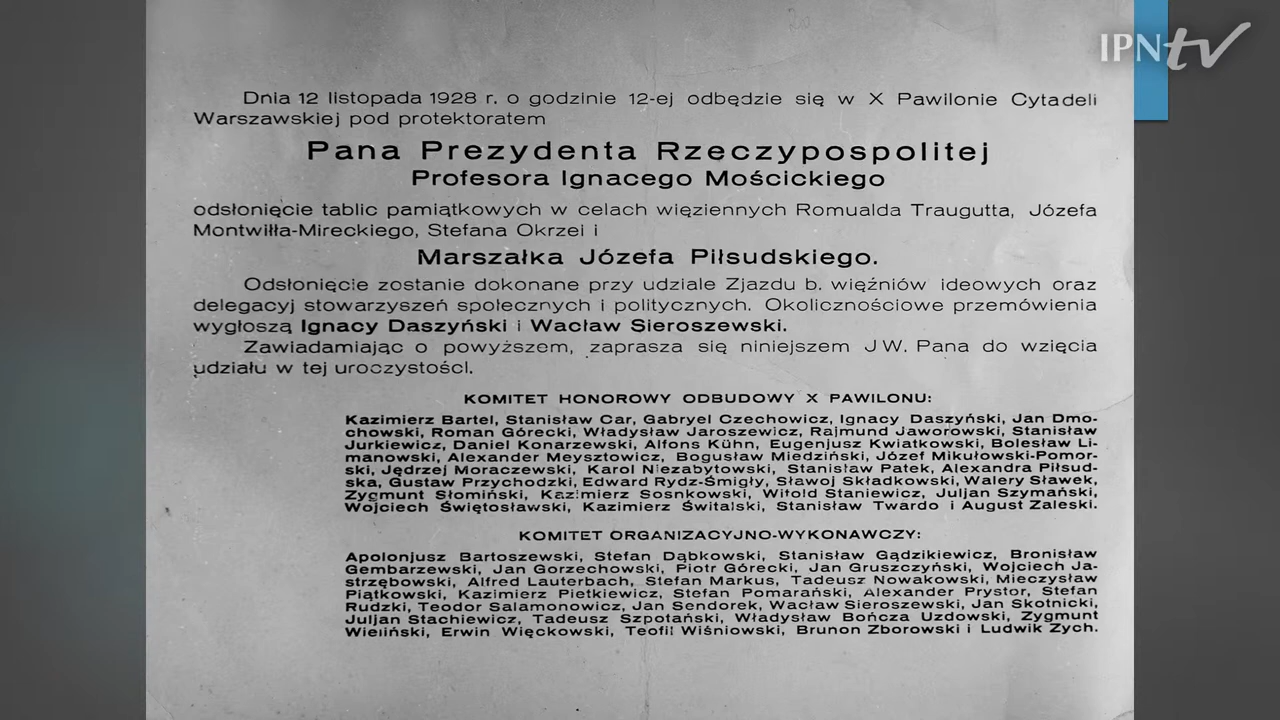 IPNtv
Dnia 12 listopada 1928 r. o godzinie 12-ej odbędzie się w X Pawilonie Cytadeli
Warszawskiej pod protektoratem
Pana Prezydenta Rzeczypospolitej
Profesora Ignacego Mościckiego
odsłonięcie tablic pamiątkowych w celach więziennych Romualda Traugutta, Józefa
Montwiłła-Mireckiego, Stefana Okrzei i
Marszałka Józefa Piłsudskiego.
Odsłonięcie zostanie dokonane przy udziale Zjazdu b. więźniów ideowych oraz
delegacyj stowarzyszeń społecznych i politycznych. Okolicznościowe przemówienia
wygłoszą Ignacy Daszyński i Wacław Sieroszewski.
Zawiadamiając o powyższem, zaprasza się niniejszem JW. Pana do wzięcia
udziału w tej uroczystości.
KOMITET HONOROWY ODBUDOWY X PAWILONU:
Kazimierz Bartel, Stanisław Car, Gabryel Czechowicz, Ignacy Daszyński, Jan Dmo-
chowski, Roman Górecki, Władysław Jaroszewicz, Rajmund Jaworowski, Stanisław
Jurkiewicz, Daniel Konarzewski, Alfons Kühn, Eugenjusz Kwiatkowski, Bolesław Li-
manowski, Alexander Meysztowicz, Bogusław Miedziński, Józef Mikułowski-Pomor-
ski, Jędrzej Moraczewski, Karol Niezabytowski, Stanisław Patek, Alexandra Piłsud-
ska, Gustaw Przychodzki, Edward Rydz-Śmigły, Sławoj Składkowski, Walery Sławek,
Zygmunt Słomiński, Kazimierz Sosnkowski, Witold Staniewicz, Juljan Szymański,
Wojciech Świętosławski, Kazimierz Świtalski, Stanisław Twardo i August Zaleski.
KOMITET ORGANIZACYJNO-WYKONAWCZY:
Apolonjusz Bartoszewski, Stefan Dąbkowski, Stanisław Gądzikiewicz, Bronisław
Gembarzewski, Jan Gorzechowski, Piotr Górecki, Jan Gruszczyński, Wojciech Ja-
strzębowski, Alfred Lauterbach, Stefan Markus, Tadeusz Nowakowski, Mieczysław
Piątkowski, Kazimierz Pietkiewicz, Stefan Pomarański, Alexander Prystor, Stefan
Rudzki, Teodor Salamonowicz, Jan Sendorek, Wacław Sieroszewski, Jan Skotnicki,
Juljan Stachiewicz, Tadeusz Szpotański, Władysław Bończa Uzdowski, Zygmunt
Wieliński, Erwin Więckowski, Teofil Wiśniowski, Brunon Zborowski i Ludwik Zych.